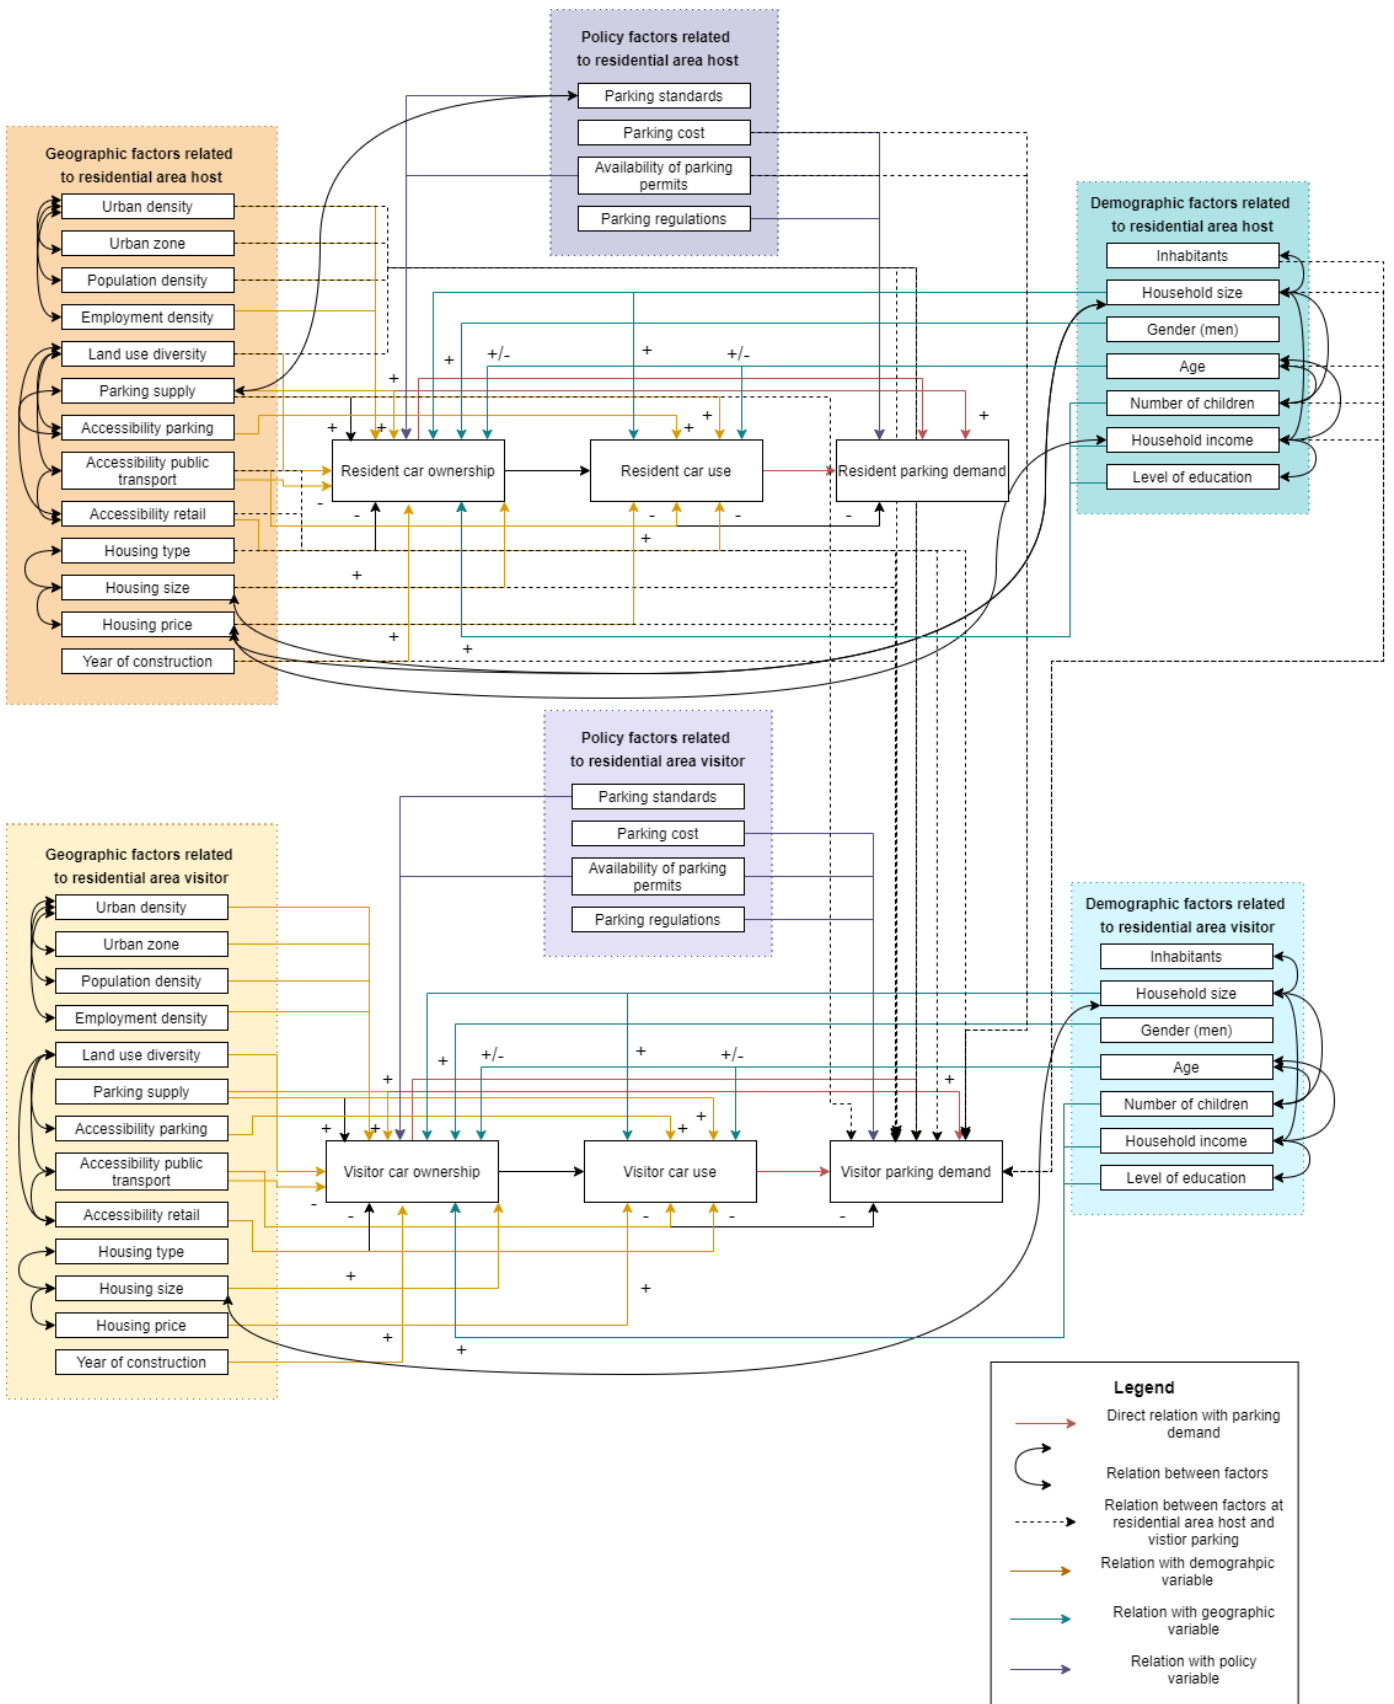 Policy factors related
to residential area host
Parking standards
Parking cost
Availability of parking
permits
Parking regulations
Geographic factors related
to residential area host
Urban density
Urban zone
Population density
Employment density
Land use diversity
Parking supply
Accessibility parking
Accessibility public
transport
Accessibility retail
Housing type
Housing size
Housing price
Year of construction
Demographic factors related
to residential area host
Inhabitants
Household size
Gender (men)
Age
Number of children
Household income
Level of education
+
+/-
+
+/-
+
+
+
+
+
+
Resident car ownership
Resident car use
Resident parking demand
-
-
-
-
-
+
+
+
+
Policy factors related
to residential area visitor
Parking standards
Parking cost
Availability of parking
permits
Parking regulations
Geographic factors related
to residential area visitor
Urban density
Urban zone
Population density
Employment density
Land use diversity
Parking supply
Accessibility parking
Accessibility public
transport
Accessibility retail
Housing type
Housing size
Housing price
Year of construction
Demographic factors related
to residential area visitor
Inhabitants
Household size
Gender (men)
Age
Number of children
Household income
Level of education
+
+/-
+
+/-
+
+
+
+
+
+
Visitor car ownership
Visitor car use
Visitor parking demand
-
-
-
-
-
+
+
+
+
Legend
Direct relation with parking
demand
Relation between factors
Relation between factors at
residential area host and
vistior parking
Relation with demograhpic
variable
Relation with geographic
variable
Relation with policy
variable